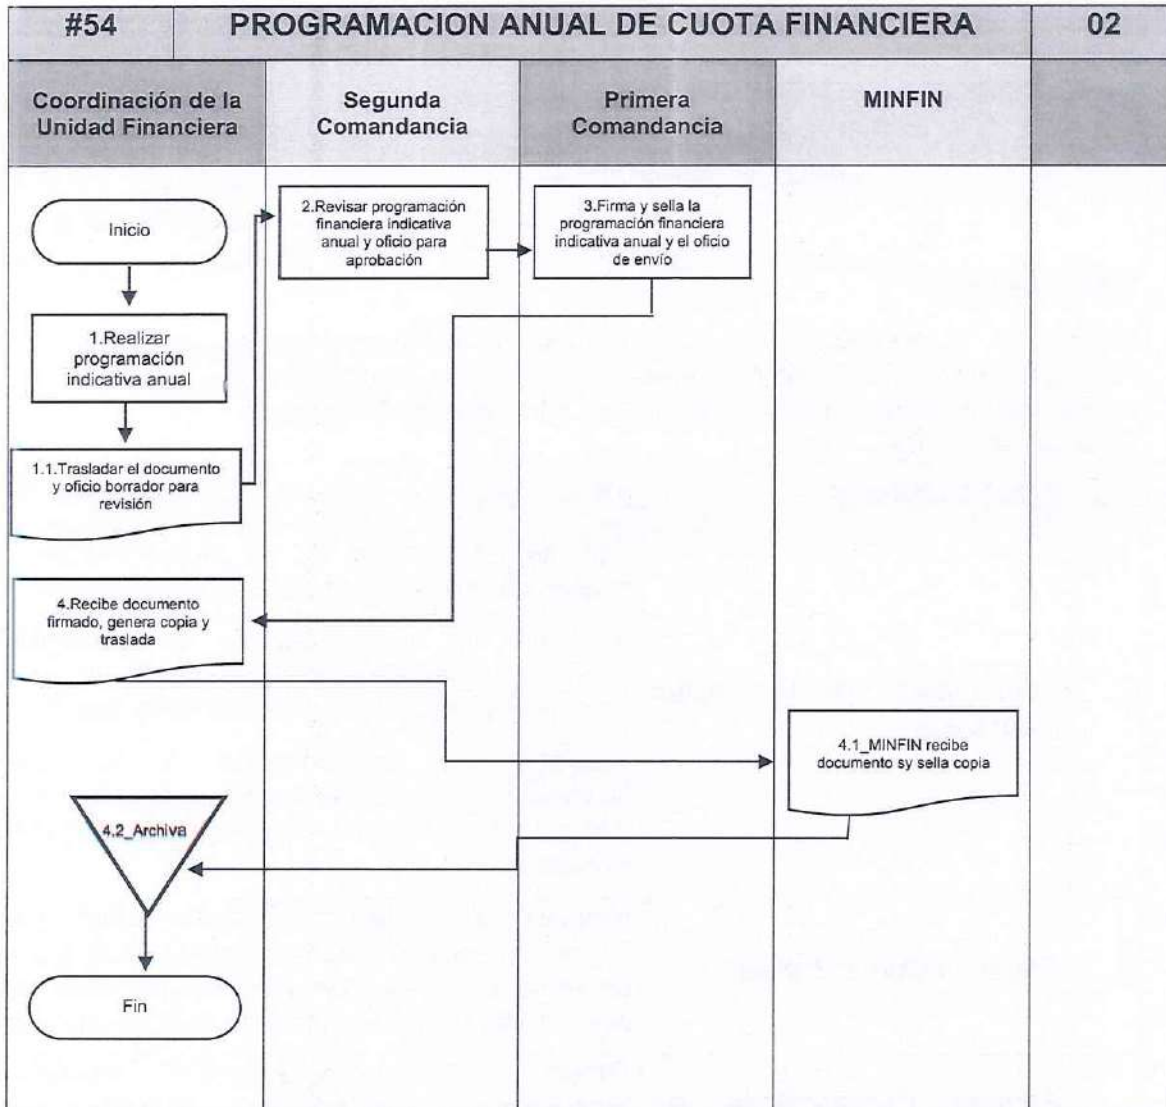 #54 PROGRAMACION ANUAL DE CUOTA FINANCIERA 02
Coordinación de la
Unidad Financiera
Segunda
Comandancia
Primera
Comandancia
MINFIN
Inicio
2.Revisar programación
financiera indicativa
anual y oficio para
aprobación
3.Firma y sella la
programación financiera
indicativa anual y el oficio
de envío
1.Realizar
programación
indicativa anual
1.1.Trasladar el documento
y oficio borrador para
revisión
4.Recibe documento
firmado, genera copia y
traslada
4.1_MINFIN recibe
documento sy sella copia
4.2_Archiva
Fin